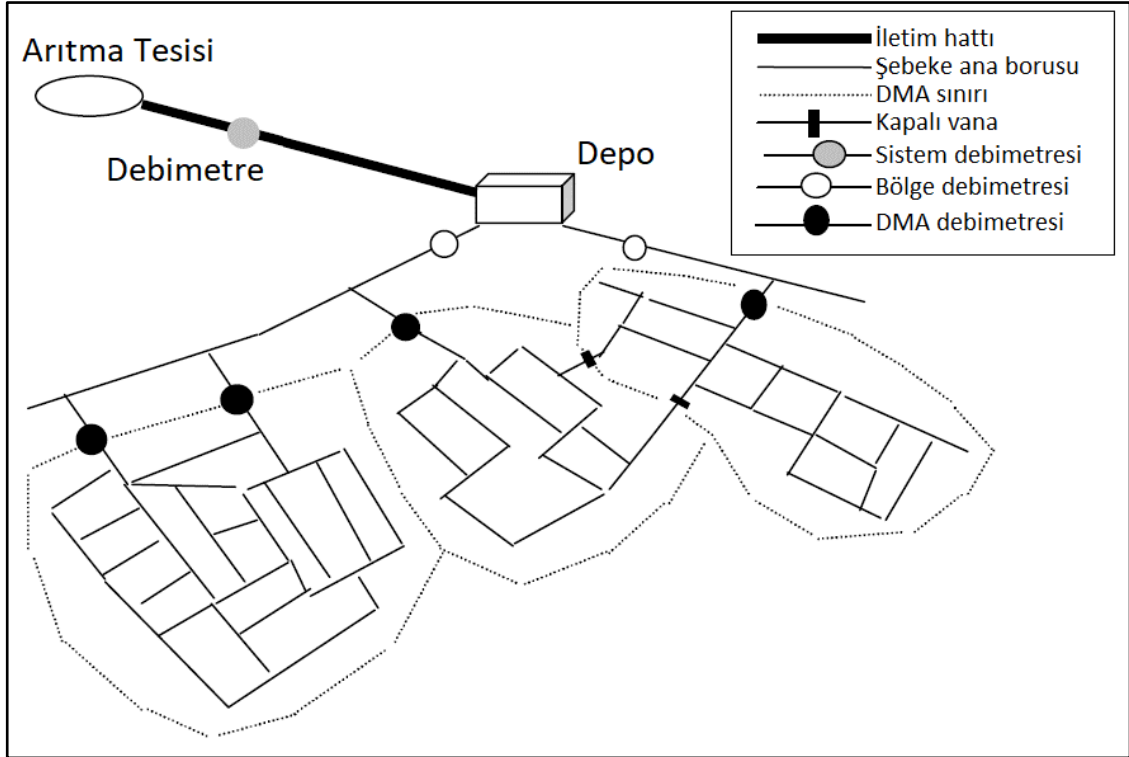 Arıtma Tesisi
Debimetre
Depo
İletim hattı
Şebeke ana borusu
DMA sınırı
Kapalı vana
Sistem debimetresi
Bölge debimetresi
DMA debimetresi